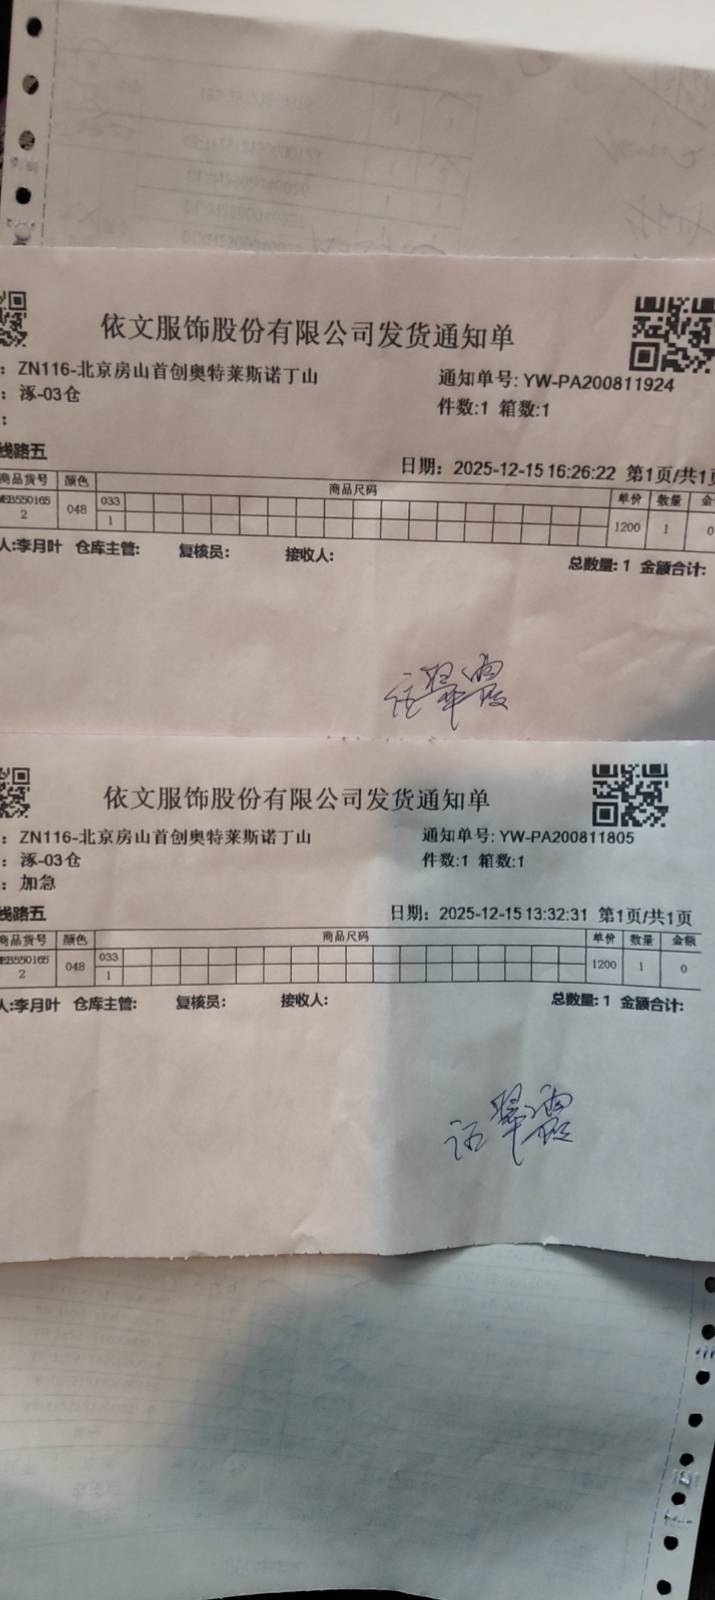 依文服饰股份有限公司发货通知单
: ZN116-北京房山首创奥特莱斯诺丁山
通知单号: YW-PA200811924
: 涿-03仓
件数:1 箱数:1
:
线路五
日期: 2025-12-15 16:26:22 第1页/共1页
商品货号 颜色 商品尺码 单价 数量 金
2 048 033 1200 1 0
1
人:李月叶 仓库主管: 复核员: 接收人: 总数量: 1 金额合计:
翠霞
依文服饰股份有限公司发货通知单
: ZN116-北京房山首创奥特莱斯诺丁山
通知单号: YW-PA200811805
: 涿-03仓
件数:1 箱数:1
: 加急
线路五
日期: 2025-12-15 13:32:31 第1页/共1页
商品货号 颜色 商品尺码 单价 数量 金额
2 048 033 1200 1 0
1
人:李月叶 仓库主管: 复核员: 接收人: 总数量: 1 金额合计:
翠霞